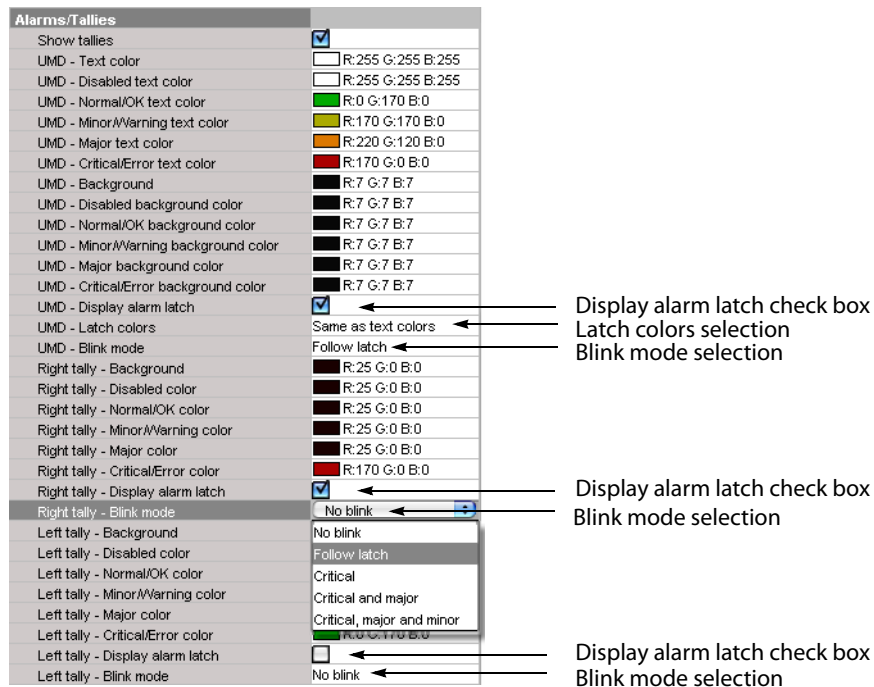 Alarms/Tallies
Show tallies
UMD - Text color R:255 G:255 B:255
UMD - Disabled text color R:255 G:255 B:255
UMD - Normal/OK text color R:0 G:170 B:0
UMD - Minor/Warning text color R:170 G:170 B:0
UMD - Major text color R:220 G:120 B:0
UMD - Critical/Error text color R:170 G:0 B:0
UMD - Background R:7 G:7 B:7
UMD - Disabled background color R:7 G:7 B:7
UMD - Normal/OK background color R:7 G:7 B:7
UMD - Minor/Warning background color R:7 G:7 B:7
UMD - Major background color R:7 G:7 B:7
UMD - Critical/Error background color R:7 G:7 B:7
UMD - Display alarm latch Display alarm latch check box
UMD - Latch colors Same as text colors Latch colors selection
UMD - Blink mode Follow latch Blink mode selection
Right tally - Background R:25 G:0 B:0
Right tally - Disabled color R:25 G:0 B:0
Right tally - Normal/OK color R:25 G:0 B:0
Right tally - Minor/Warning color R:25 G:0 B:0
Right tally - Major color R:25 G:0 B:0
Right tally - Critical/Error color R:170 G:0 B:0
Right tally - Display alarm latch Display alarm latch check box
Right tally - Blink mode No blink Blink mode selection
Left tally - Background No blink
Left tally - Disabled color Follow latch
Left tally - Normal/OK color Critical
Left tally - Minor/Warning color Critical and major
Left tally - Major color Critical, major and minor
Left tally - Critical/Error color R:0 G:170 B:0
Left tally - Display alarm latch Display alarm latch check box
Left tally - Blink mode No blink Blink mode selection